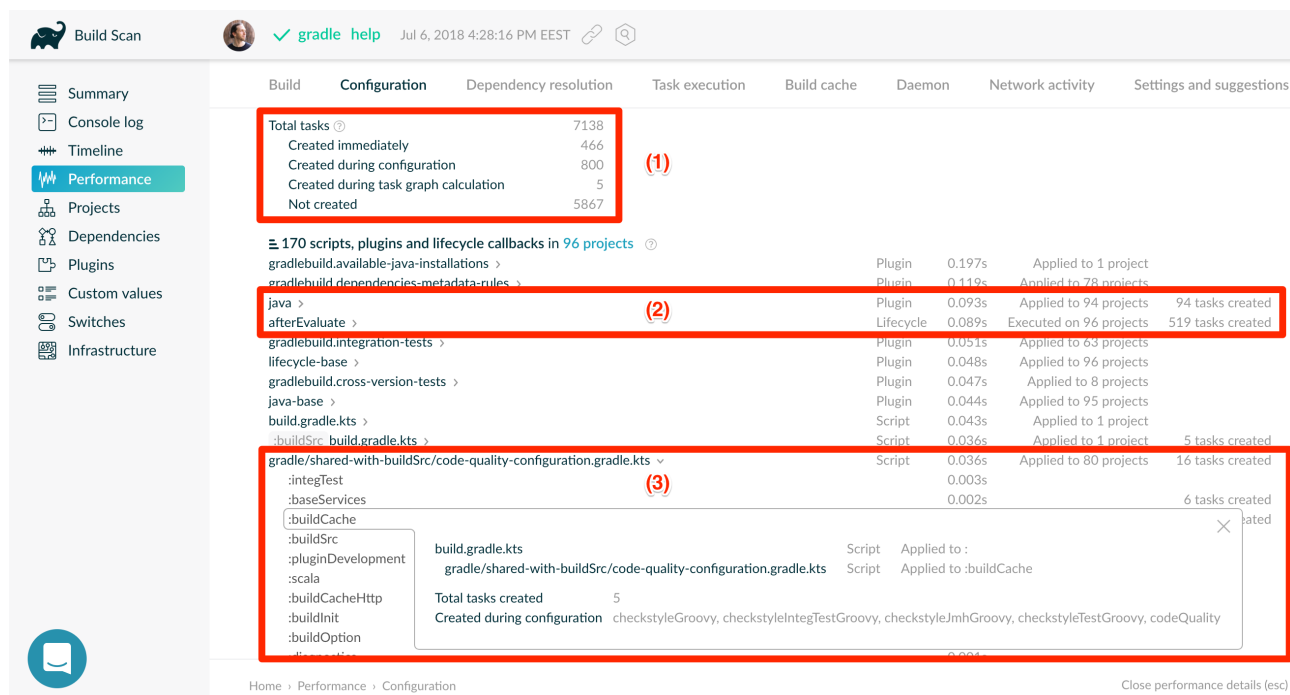 Build Scan
gradle help Jul 6, 2018 4:28:16 PM EEST
Summary
Console log
Timeline
Performance
Projects
Dependencies
Plugins
Custom values
Switches
Infrastructure
Build Configuration Dependency resolution Task execution Build cache Daemon Network activity Settings and suggestions
Total tasks ? 7138
Created immediately 466
Created during configuration 800
Created during task graph calculation 5
Not created 5867
(1)
170 scripts, plugins and lifecycle callbacks in 96 projects ?
gradlebuild.available-java-installations > Plugin 0.197s Applied to 1 project
gradlebuild.dependencies-metadata-rules > Plugin 0.119s Applied to 78 projects
java > Plugin 0.093s Applied to 94 projects 94 tasks created
(2)
afterEvaluate > Lifecycle 0.089s Executed on 96 projects 519 tasks created
gradlebuild.integration-tests > Plugin 0.051s Applied to 63 projects
lifecycle-base > Plugin 0.048s Applied to 96 projects
gradlebuild.cross-version-tests > Plugin 0.047s Applied to 8 projects
java-base > Plugin 0.044s Applied to 95 projects
build.gradle.kts > Script 0.043s Applied to 1 project
:buildSrc build.gradle.kts > Script 0.036s Applied to 1 project 5 tasks created
gradle/shared-with-buildSrc/code-quality-configuration.gradle.kts Script 0.036s Applied to 80 projects 16 tasks created
:integTest 0.003s
(3)
:baseServices 0.002s 6 tasks created
:buildCache
:buildSrc
:pluginDevelopment
:scala
:buildCacheHttp
:buildInit
:buildOption
:diagnostics 0.001s
build.gradle.kts Script Applied to :
gradle/shared-with-buildSrc/code-quality-configuration.gradle.kts Script Applied to :buildCache
Total tasks created 5
Created during configuration checkstyleGroovy, checkstyleIntegTestGroovy, checkstyleJmhGroovy, checkstyleTestGroovy, codeQuality
Home › Performance › Configuration Close performance details (esc)